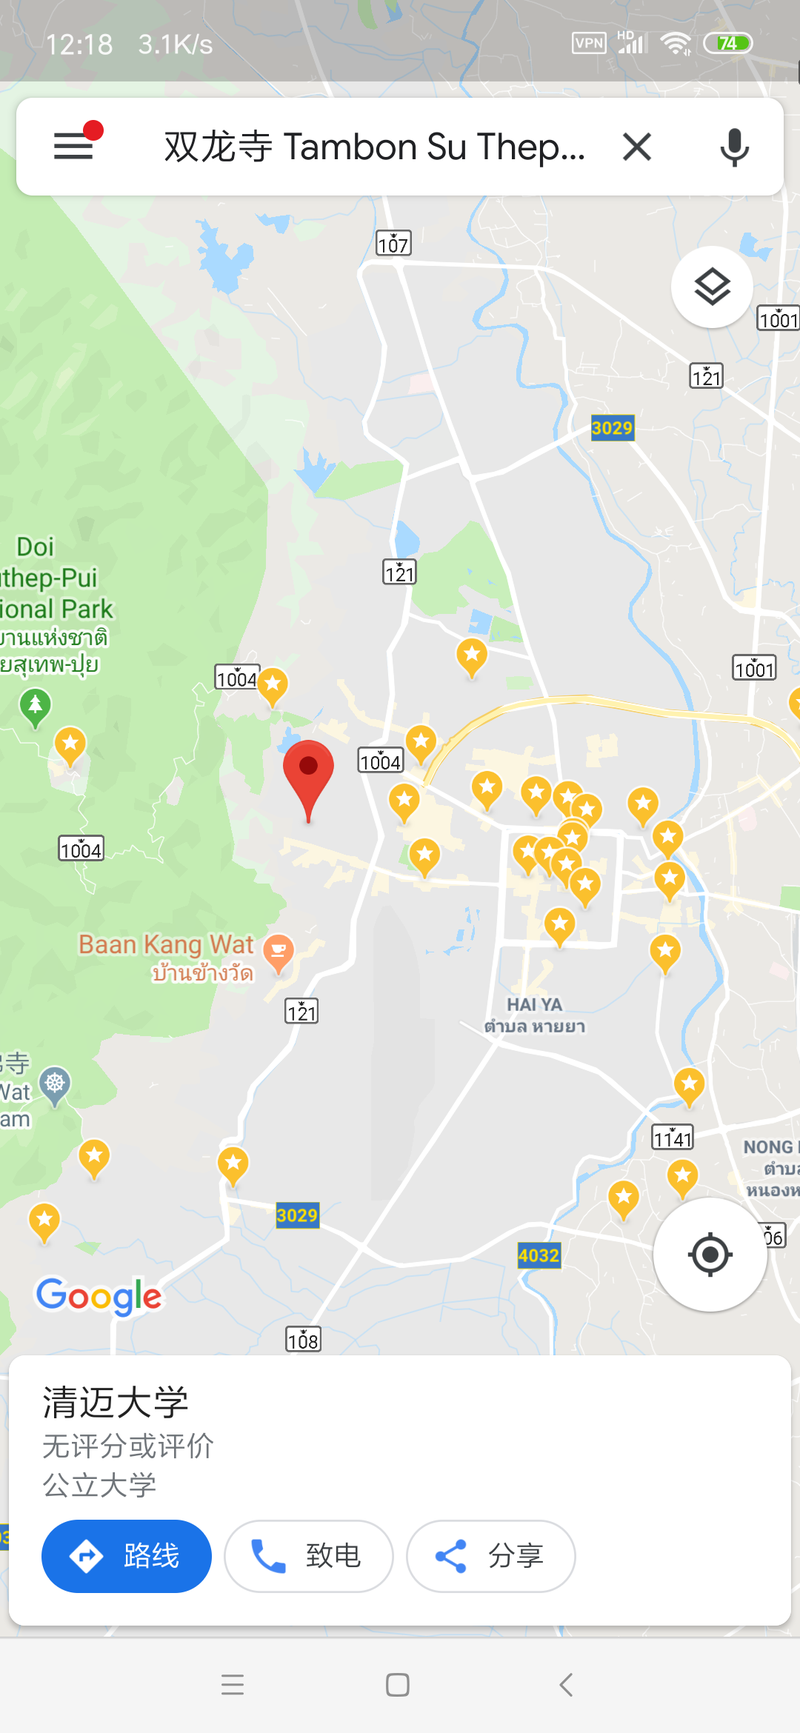 12:18 3.1K/s VPN HD 74
双龙寺 Tambon Su Thep...
107
1001
121
3029
Doi
thep-Pui
ional Park
านแห่งชาติ
ยสุเทพ-ปุย
121
1001
1004
1004
1004
Baan Kang Wat
บ้านข้างวัด
121
HAI YA
ตำบล หายยา
寺
Wat
am
1141
NONG
ตำบล
หนองห
3029
06
4032
Google
108
清迈大学
无评分或评价
公立大学
路线 致电 分享